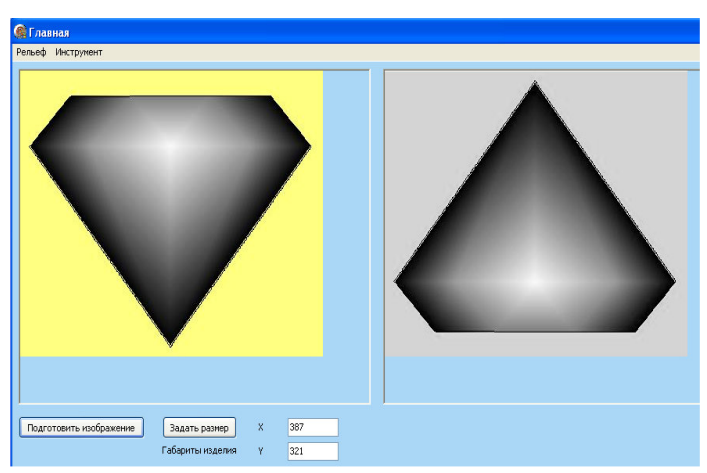 Главная
Рельеф Инструмент
Подготовить изображение Задать размер X 387
Габариты изделия Y 321